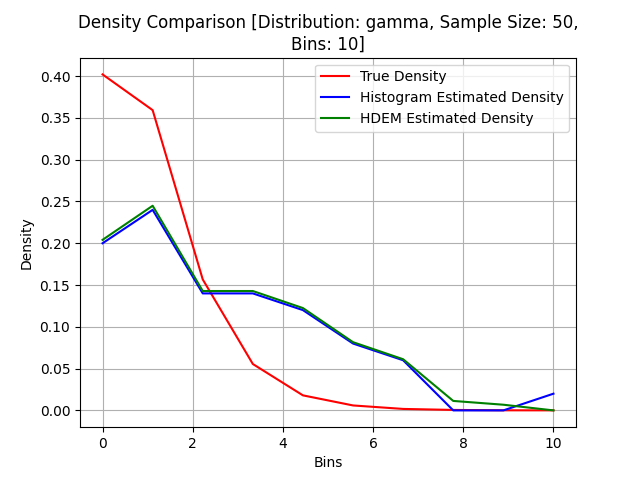 Density Comparison [Distribution: gamma, Sample Size: 50,
Bins: 10]
True Density
Histogram Estimated Density
HDEM Estimated Density
Density
0.40
0.35
0.30
0.25
0.20
0.15
0.10
0.05
0.00
0 2 4 6 8 10
Bins